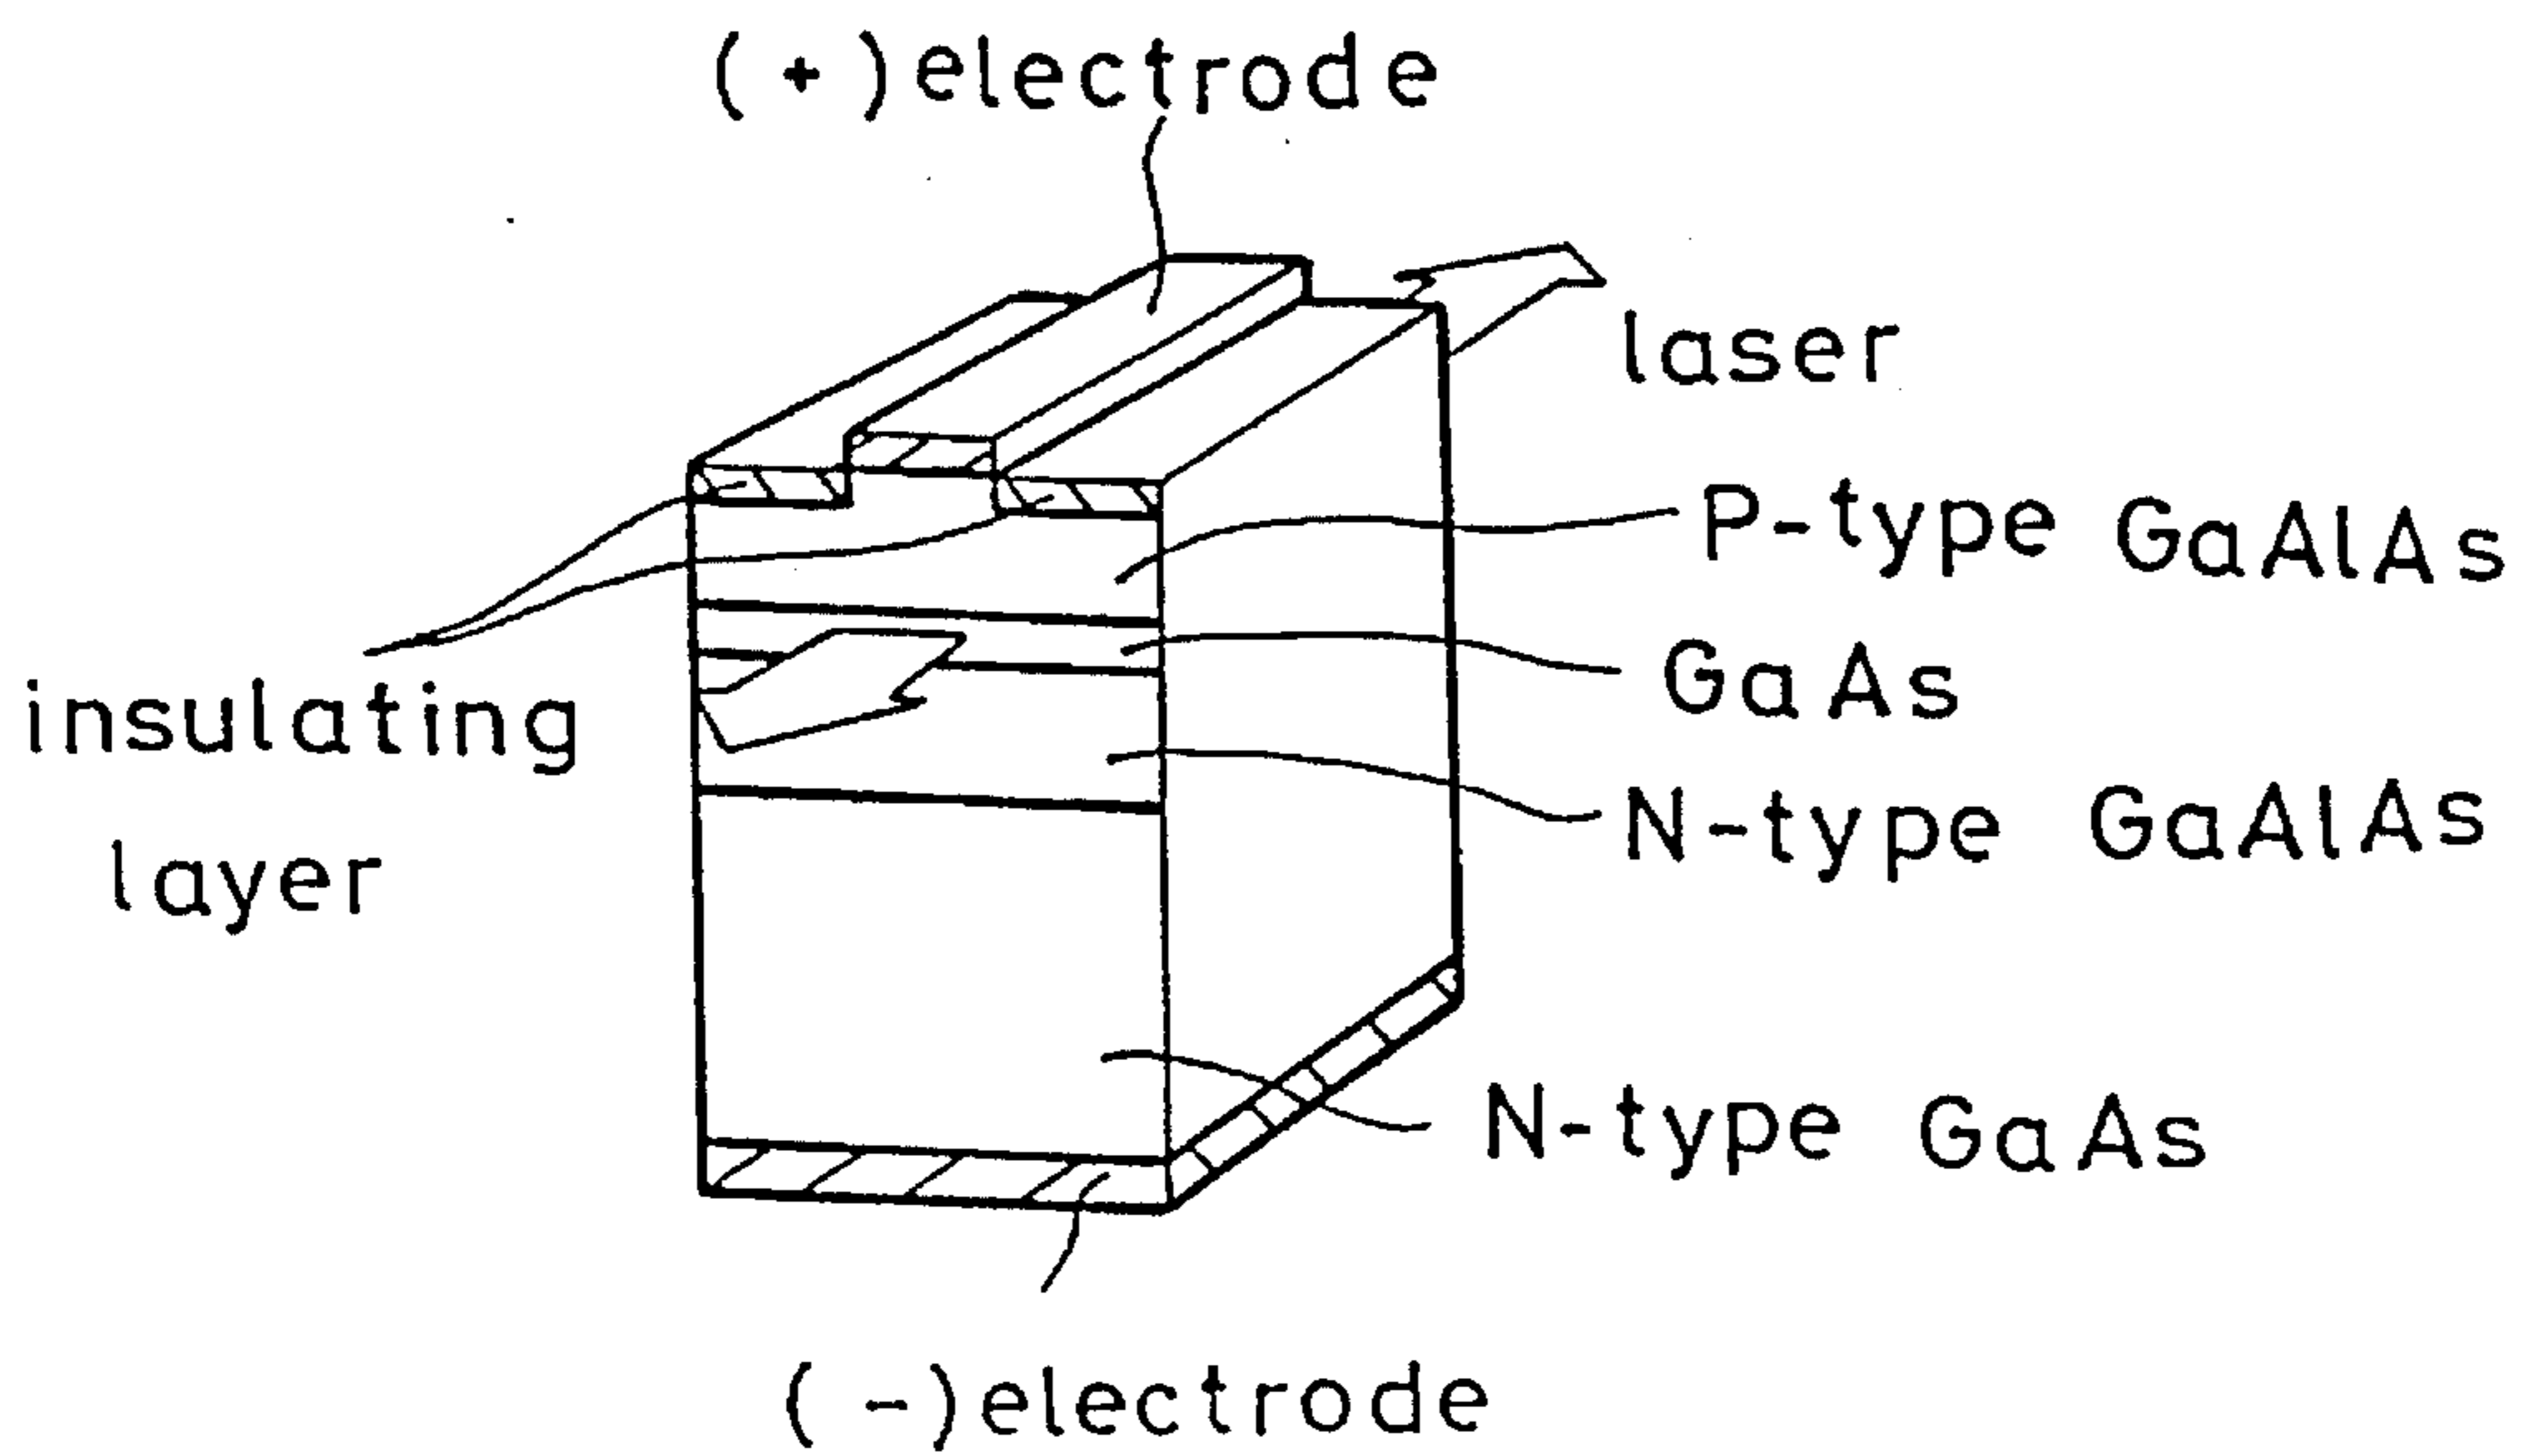 (+)electrode
laser
P-type GaAlAs
GaAs
insulating
layer
N-type GaAlAs
N-type GaAs
(-)electrode